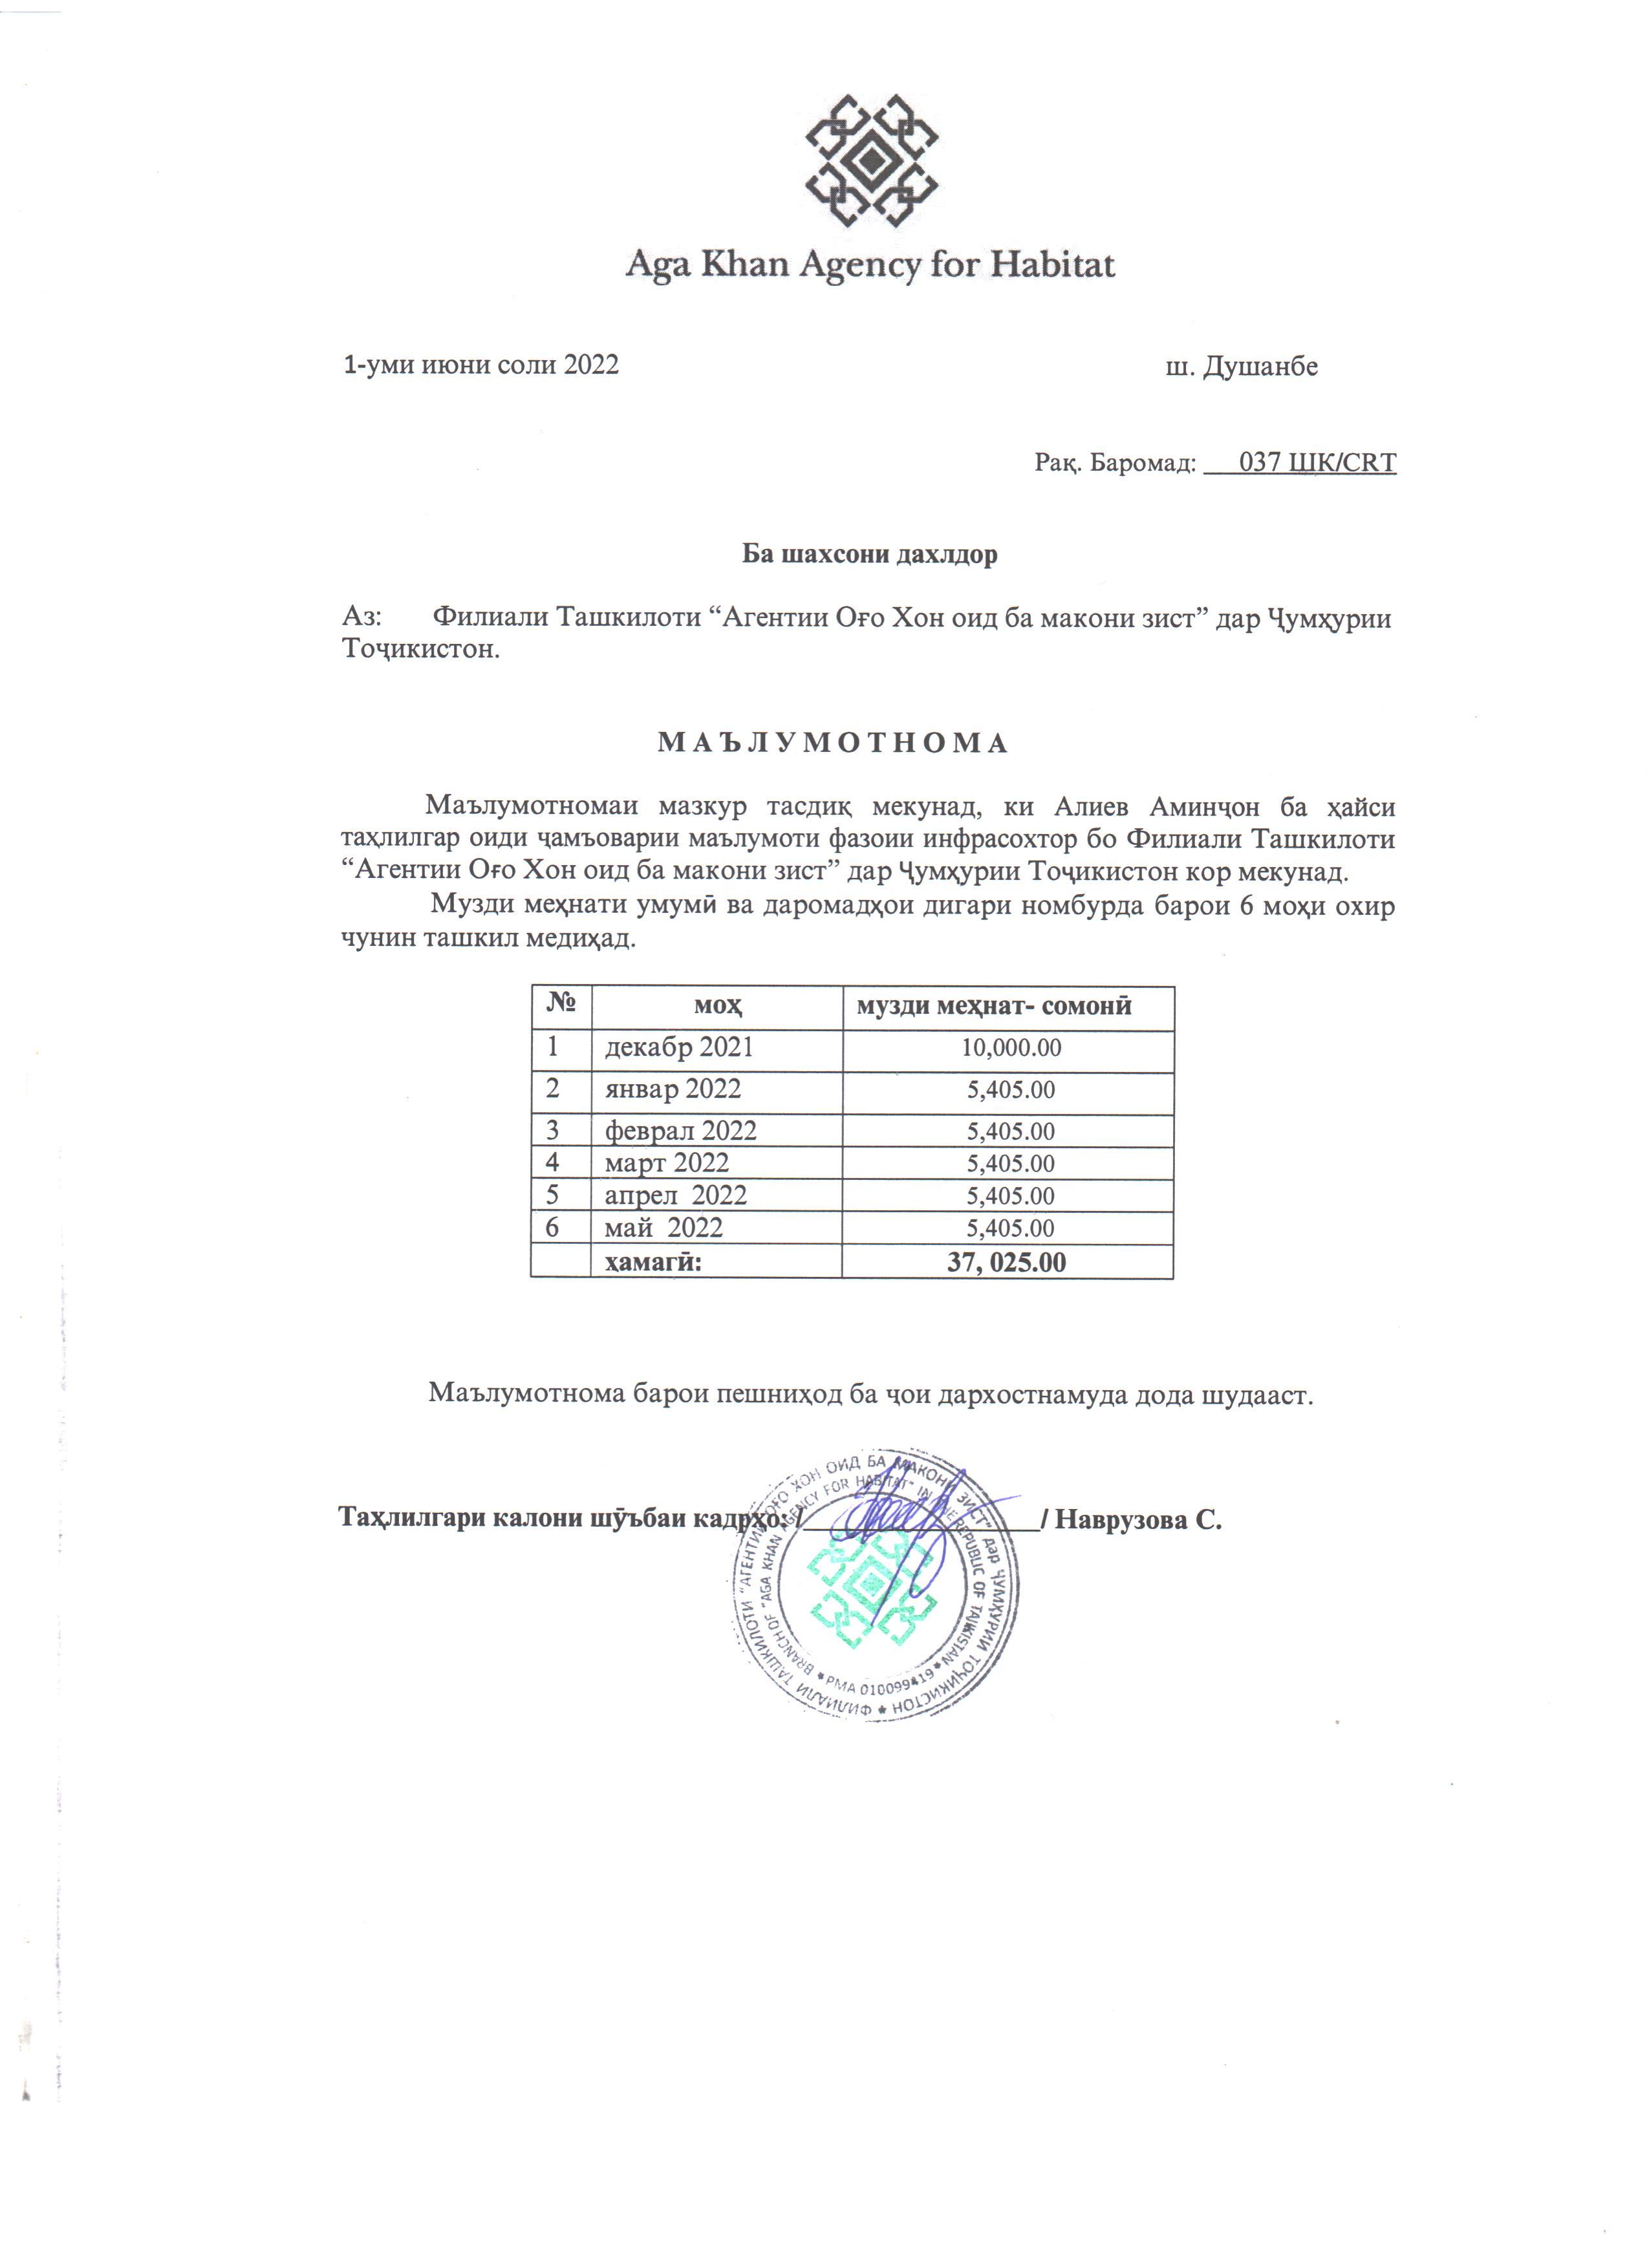 Aga Khan Agency for Habitat
1-уми июни соли 2022 ш. Душанбе
Рақ. Баромад: 037 ШК/CRT
Ба шахсони дахлдор
Аз: Филиали Ташкилоти “Агентии Оғо Хон оид ба макони зист” дар Ҷумҳурии
Тоҷикистон.
М А Ъ Л У М О Т Н О М А
Маълумотномаи мазкур тасдиқ мекунад, ки Алиев Аминҷон ба ҳайси
таҳлилгар оиди ҷамъоварии маълумоти фазоии инфрасохтор бо Филиали Ташкилоти
“Агентии Оғо Хон оид ба макони зист” дар Ҷумҳурии Тоҷикистон кор мекунад.
Музди меҳнати умумӣ ва даромадҳои дигари номбурда барои 6 моҳи охир
чунин ташкил медиҳад.
№ моҳ музди меҳнат- сомонӣ
1 декабр 2021 10,000.00
2 январ 2022 5,405.00
3 феврал 2022 5,405.00
4 март 2022 5,405.00
5 апрел 2022 5,405.00
6 май 2022 5,405.00
ҳамагӣ: 37, 025.00
Маълумотнома барои пешниҳод ба ҷои дархостнамуда дода шудааст.
Таҳлилгари калони шӯъбаи кадрҳо: /_________________/ Наврузова С.
ФИЛИАЛИ ТАШКИЛОТИ “АГЕНТИИ ОҒО ХОН ОИД БА МАКОНИ ЗИСТ” дар ҶУМҲУРИИ ТОҶИКИСТОН
BRANCH OF “AGA KHAN AGENCY FOR HABITAT” IN THE REPUBLIC OF TAJIKISTAN
РМА 010099419